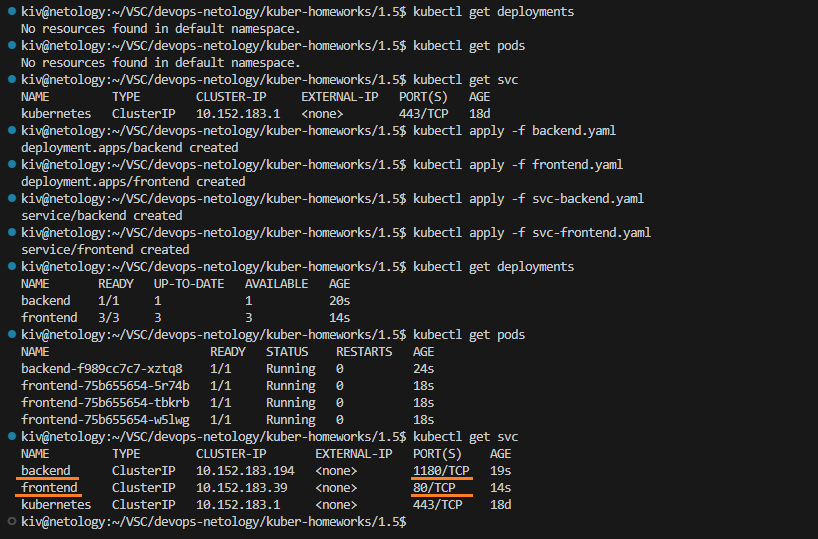 kiv@netology:~/VSC/devops-netology/kuber-homeworks/1.5$ kubectl get deployments
No resources found in default namespace.
kiv@netology:~/VSC/devops-netology/kuber-homeworks/1.5$ kubectl get pods
No resources found in default namespace.
kiv@netology:~/VSC/devops-netology/kuber-homeworks/1.5$ kubectl get svc
NAME         TYPE        CLUSTER-IP     EXTERNAL-IP   PORT(S)   AGE
kubernetes   ClusterIP   10.152.183.1   <none>        443/TCP   18d
kiv@netology:~/VSC/devops-netology/kuber-homeworks/1.5$ kubectl apply -f backend.yaml
deployment.apps/backend created
kiv@netology:~/VSC/devops-netology/kuber-homeworks/1.5$ kubectl apply -f frontend.yaml
deployment.apps/frontend created
kiv@netology:~/VSC/devops-netology/kuber-homeworks/1.5$ kubectl apply -f svc-backend.yaml
service/backend created
kiv@netology:~/VSC/devops-netology/kuber-homeworks/1.5$ kubectl apply -f svc-frontend.yaml
service/frontend created
kiv@netology:~/VSC/devops-netology/kuber-homeworks/1.5$ kubectl get deployments
NAME       READY   UP-TO-DATE   AVAILABLE   AGE
backend    1/1     1            1           20s
frontend   3/3     3            3           14s
kiv@netology:~/VSC/devops-netology/kuber-homeworks/1.5$ kubectl get pods
NAME                       READY   STATUS    RESTARTS   AGE
backend-f989cc7c7-xztq8    1/1     Running   0          24s
frontend-75b655654-5r74b   1/1     Running   0          18s
frontend-75b655654-tbkrb   1/1     Running   0          18s
frontend-75b655654-w5lwg   1/1     Running   0          18s
kiv@netology:~/VSC/devops-netology/kuber-homeworks/1.5$ kubectl get svc
NAME         TYPE        CLUSTER-IP       EXTERNAL-IP   PORT(S)    AGE
backend      ClusterIP   10.152.183.194   <none>        1180/TCP   19s
frontend     ClusterIP   10.152.183.39    <none>        80/TCP     14s
kubernetes   ClusterIP   10.152.183.1     <none>        443/TCP    18d
kiv@netology:~/VSC/devops-netology/kuber-homeworks/1.5$